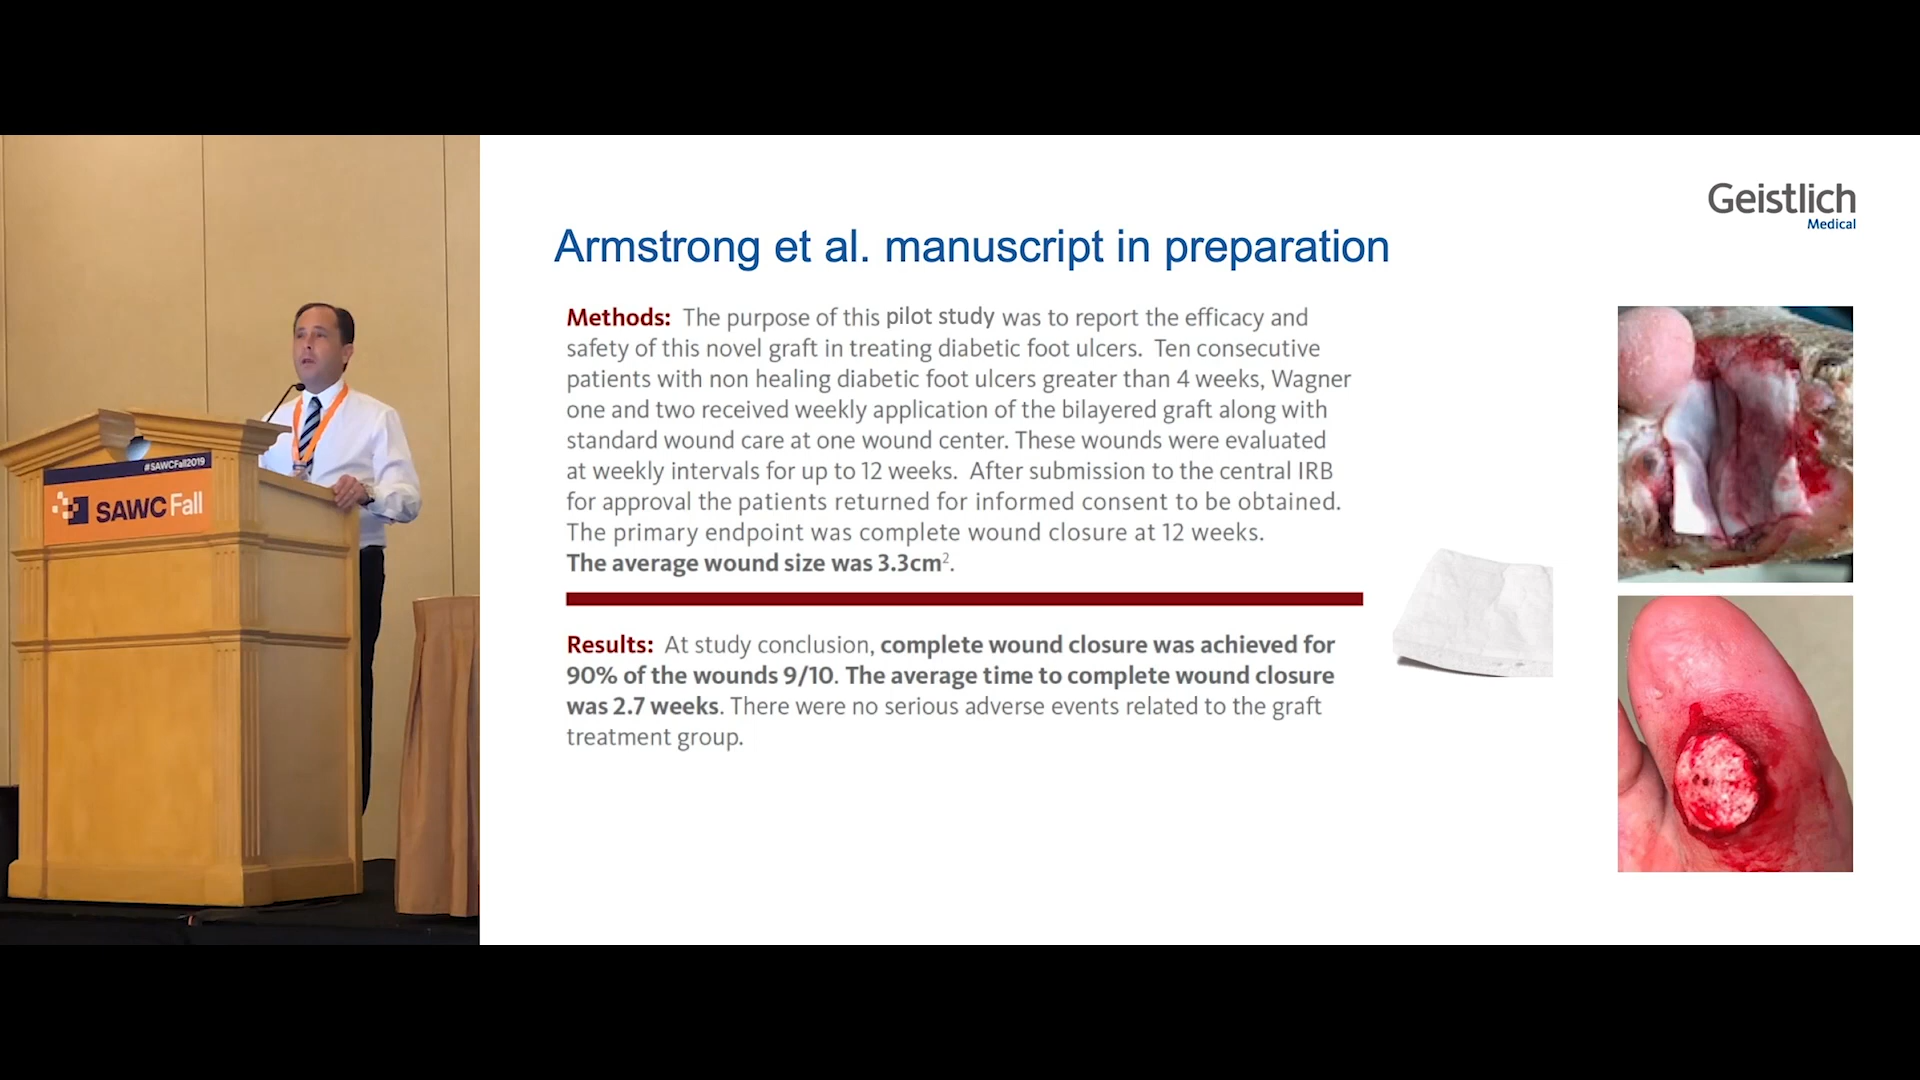 #SAWCFall2019
SAWC Fall
Geistlich
Medical
Armstrong et al. manuscript in preparation
Methods: The purpose of this pilot study was to report the efficacy and
safety of this novel graft in treating diabetic foot ulcers. Ten consecutive
patients with non healing diabetic foot ulcers greater than 4 weeks, Wagner
one and two received weekly application of the bilayered graft along with
standard wound care at one wound center. These wounds were evaluated
at weekly intervals for up to 12 weeks. After submission to the central IRB
for approval the patients returned for informed consent to be obtained.
The primary endpoint was complete wound closure at 12 weeks.
The average wound size was 3.3cm².
Results: At study conclusion, complete wound closure was achieved for
90% of the wounds 9/10. The average time to complete wound closure
was 2.7 weeks. There were no serious adverse events related to the graft
treatment group.